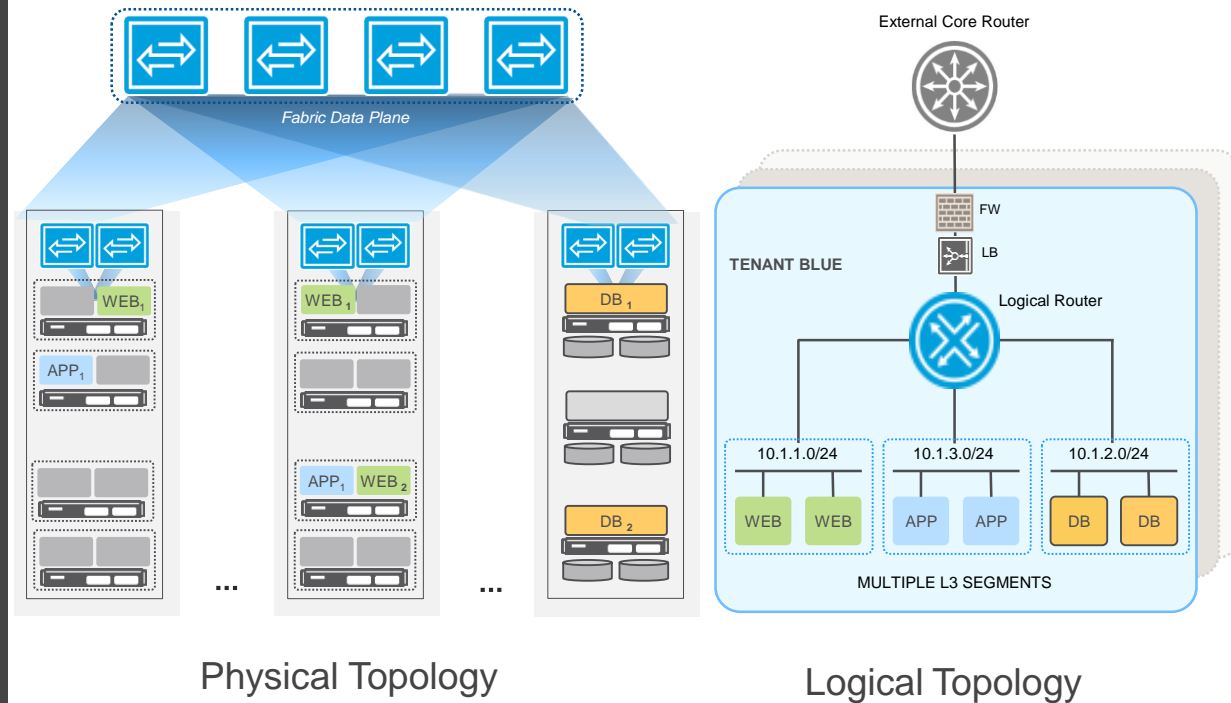 Fabric Data Plane
WEB₁
APP₁
...
WEB₁
APP₁ WEB₂
...
DB₁
DB₂
Physical Topology
External Core Router
FW
LB
TENANT BLUE
Logical Router
10.1.1.0/24 10.1.3.0/24 10.1.2.0/24
WEB WEB APP APP DB DB
MULTIPLE L3 SEGMENTS
Logical Topology